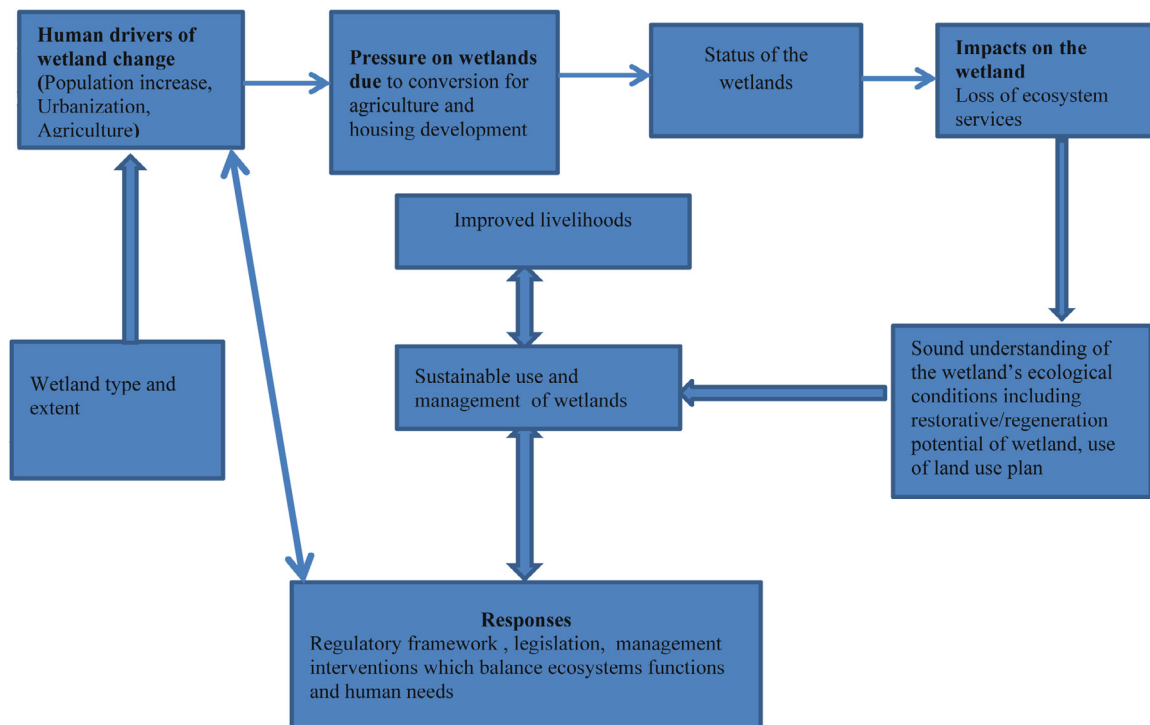 Human drivers of
wetland change
(Population increase,
Urbanization,
Agriculture)
Pressure on wetlands
due to conversion for
agriculture and
housing development
Status of the
wetlands
Impacts on the
wetland
Loss of ecosystem
services
Improved livelihoods
Wetland type and
extent
Sustainable use and
management of wetlands
Sound understanding of
the wetland’s ecological
conditions including
restorative/regeneration
potential of wetland, use
of land use plan
Responses
Regulatory framework , legislation, management
interventions which balance ecosystems functions
and human needs